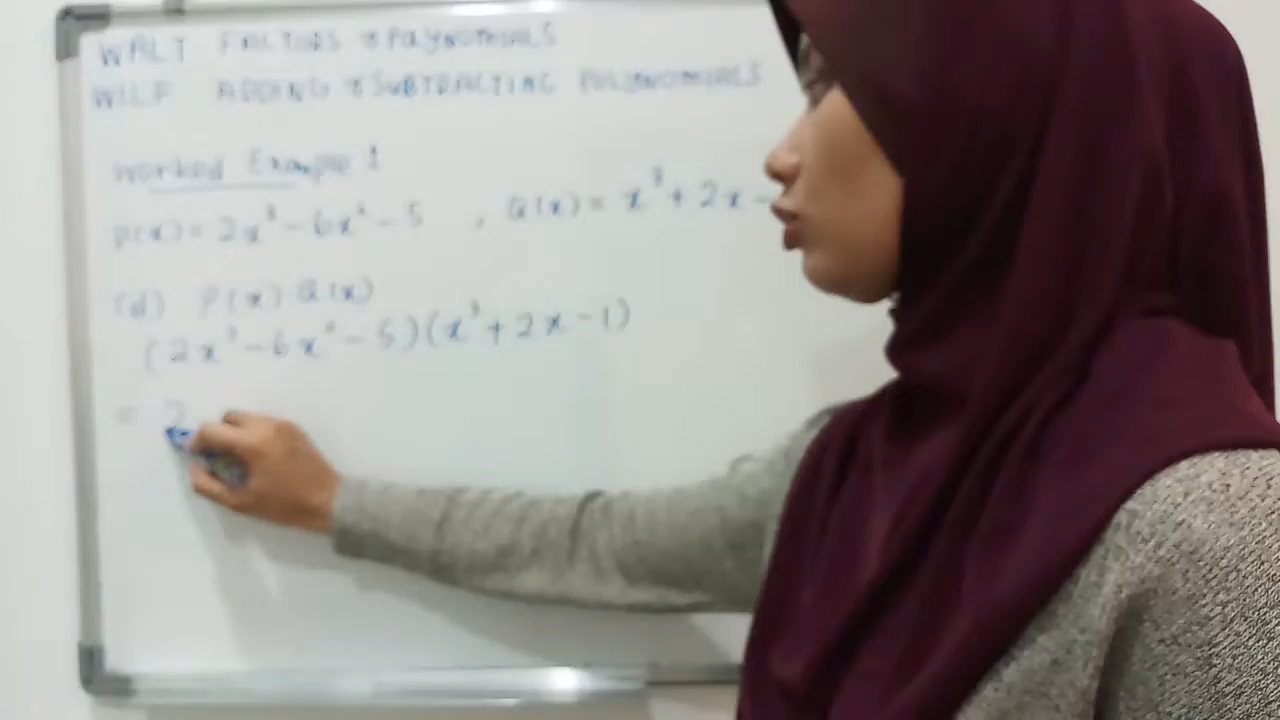 WALT FACTORS & POLYNOMIALS
WILF ADDING & SUBTRACTING POLYNOMIALS
Worked Example 1
P(x) = 2x³ - 6x² - 5 , Q(x) = x³ + 2x -
(d) P(x) Q(x)
(2x³ - 6x² - 5)(x³ + 2x - 1)
= 2